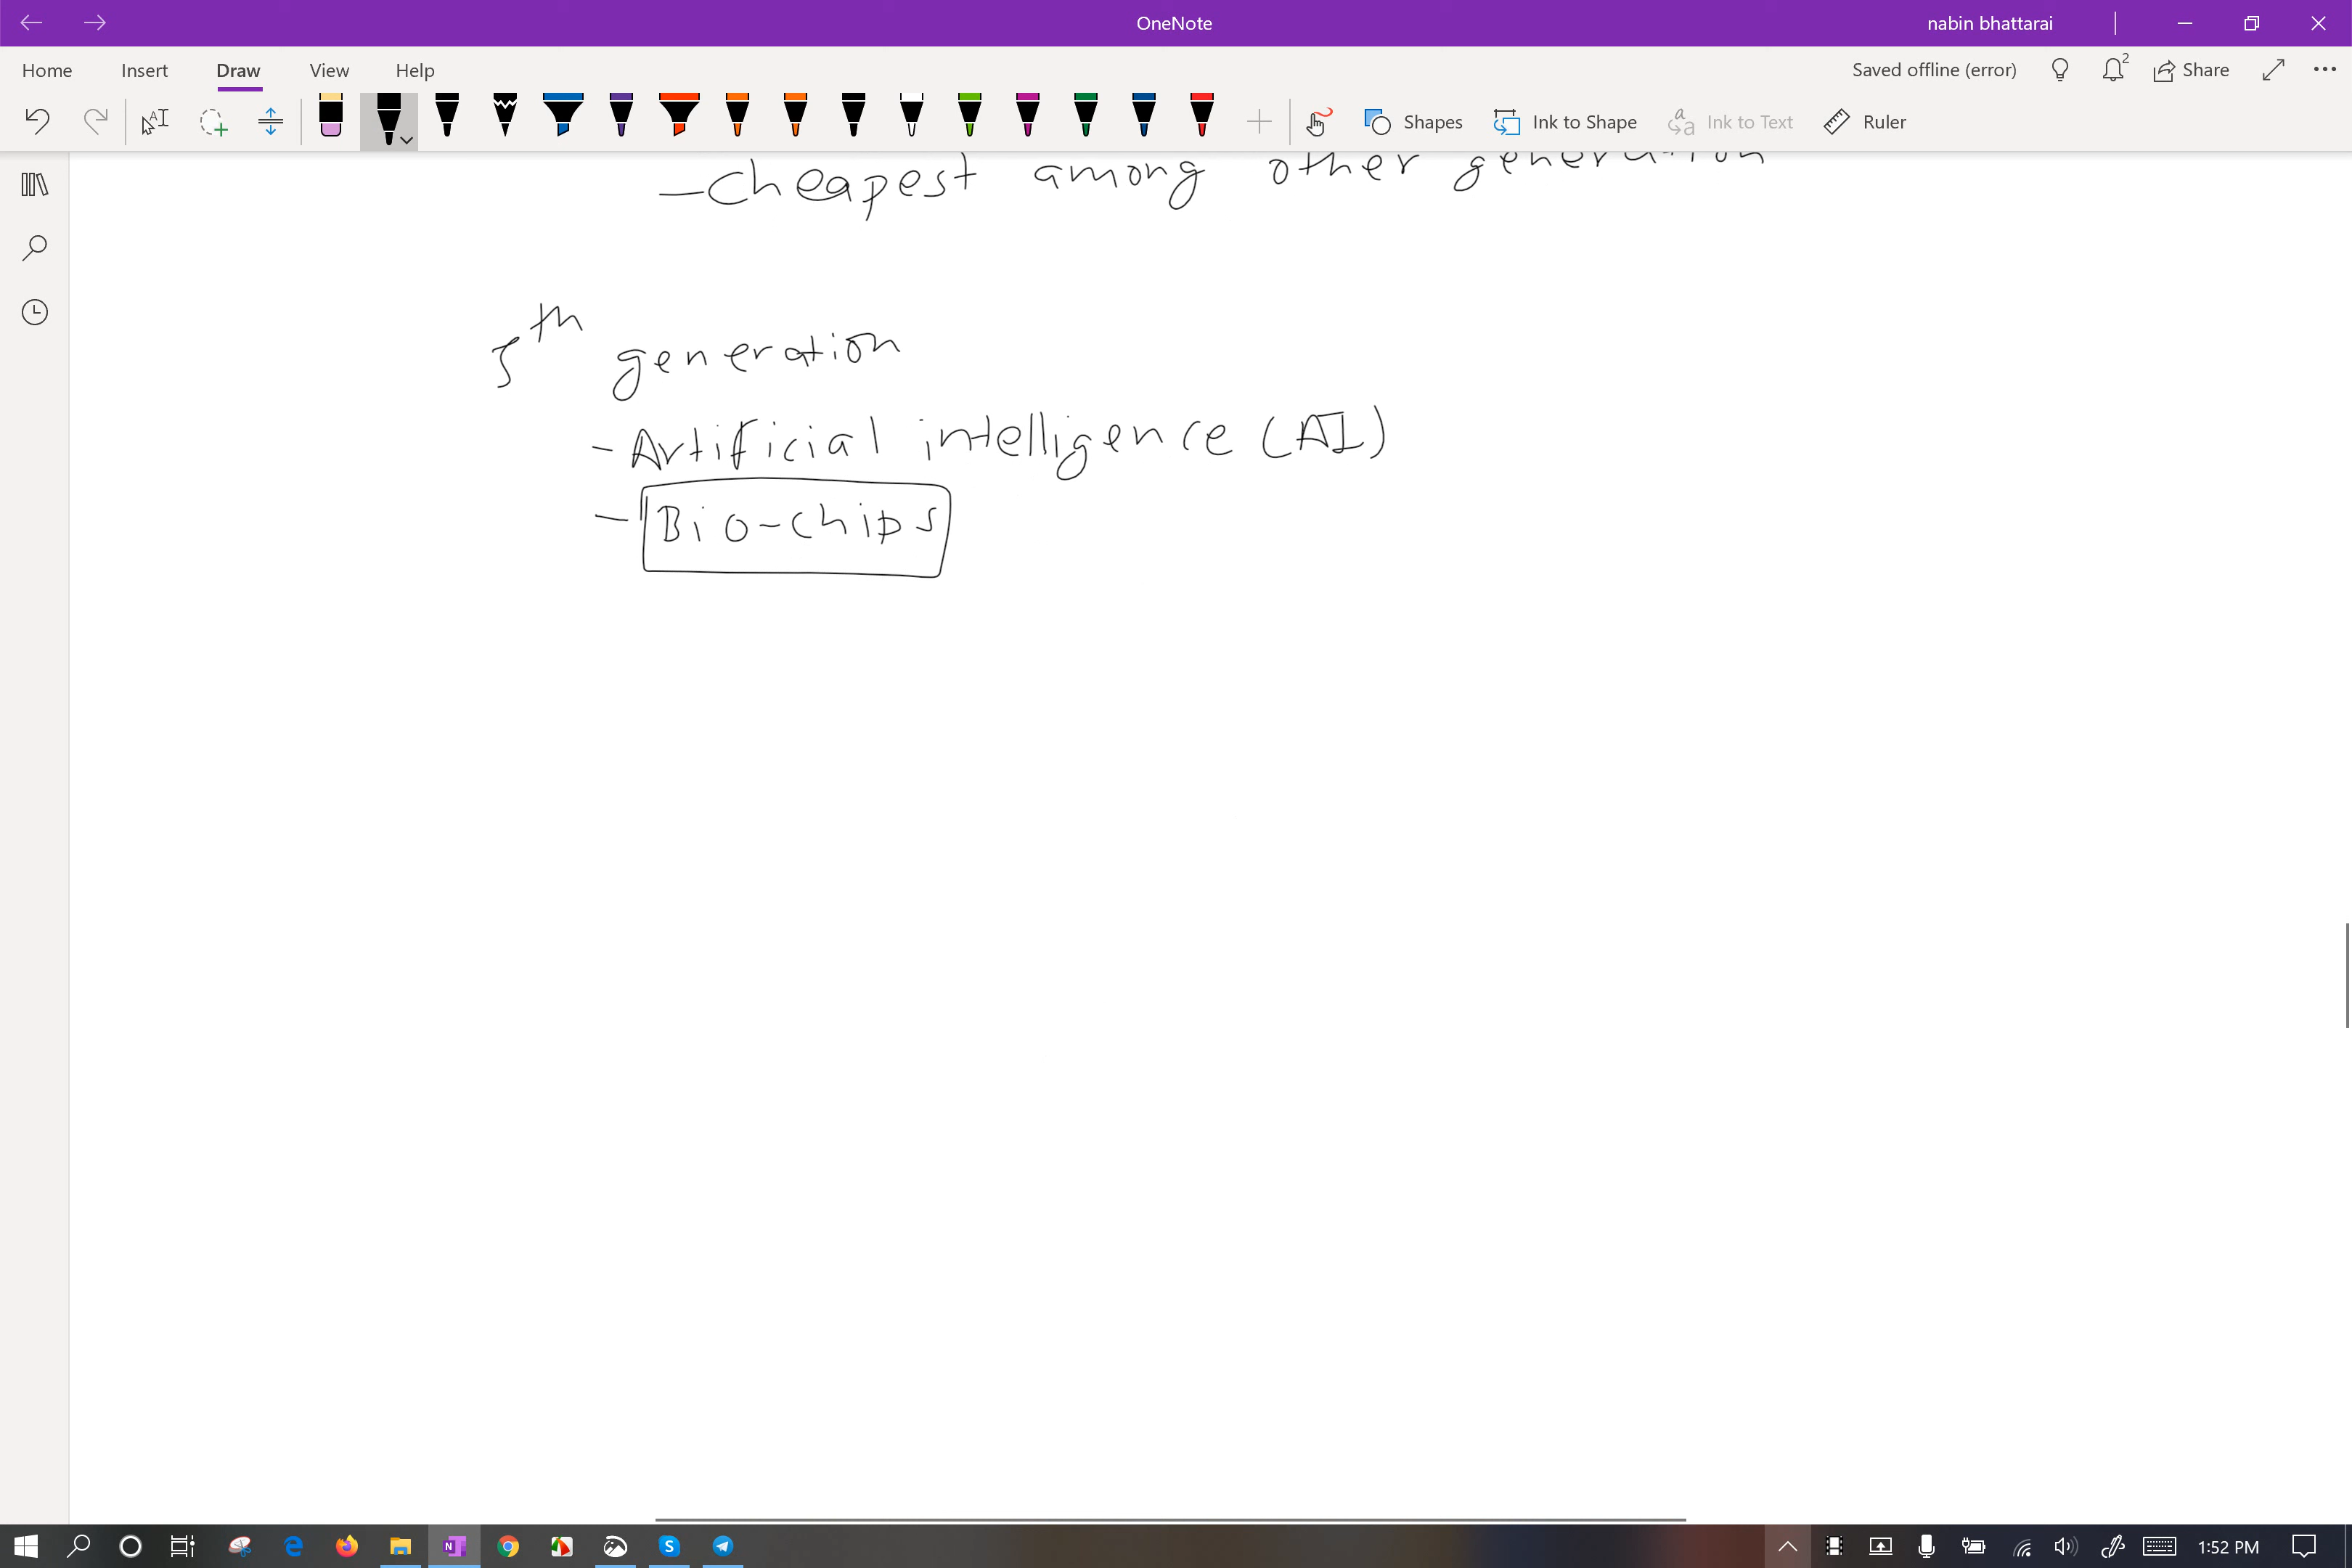 OneNote
nabin bhattarai
Home Insert Draw View Help
Saved offline (error) 2 Share
Shapes Ink to Shape Ink to Text Ruler
-cheapest among other generation
5th generation
- Artificial intelligence (AI)
- Bio-chips
1:52 PM